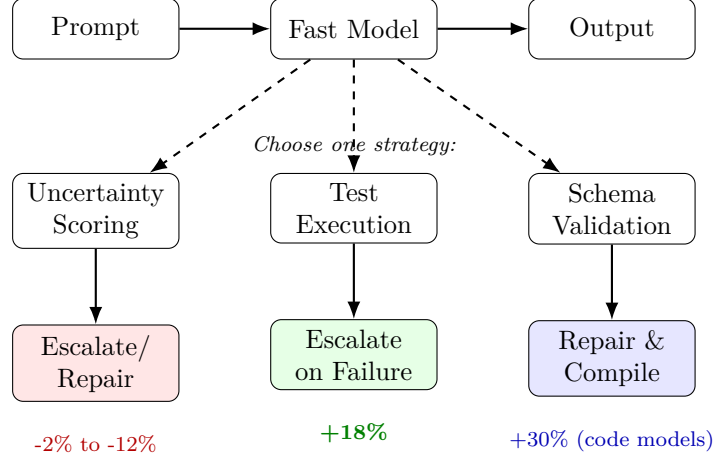 Prompt
Fast Model
Output
Choose one strategy:
Uncertainty
Scoring
Test
Execution
Schema
Validation
Escalate/
Repair
Escalate
on Failure
Repair &
Compile
-2% to -12%
+18%
+30% (code models)